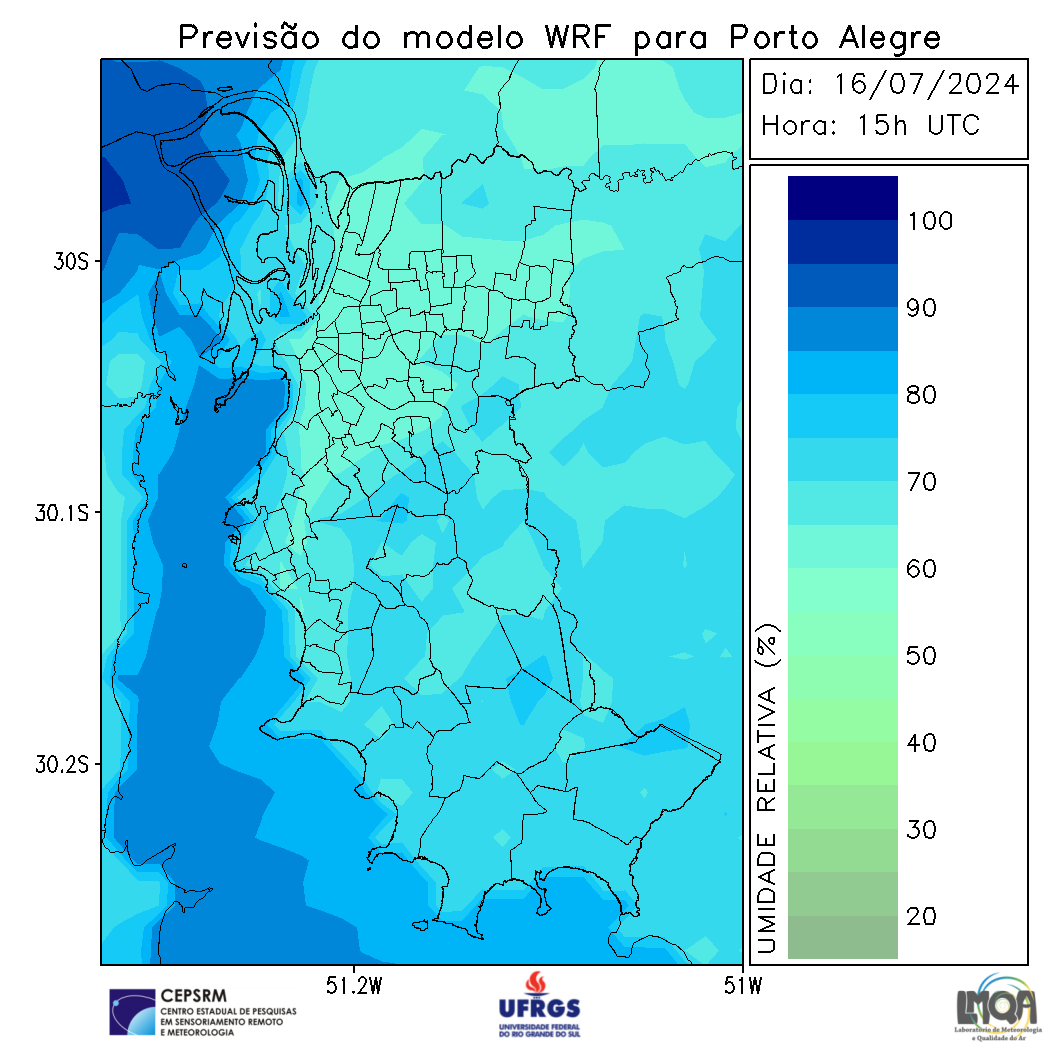 Previsão do modelo WRF para Porto Alegre
Dia: 16/07/2024
Hora: 15h UTC
30S
30.1S
30.2S
51.2W
51W
100
90
80
70
60
50
40
30
20
UMIDADE RELATIVA (%)
CEPSRM
CENTRO ESTADUAL DE PESQUISAS
EM SENSORIAMENTO REMOTO
E METEOROLOGIA
UFRGS
UNIVERSIDADE FEDERAL
DO RIO GRANDE DO SUL
LMQA
Laboratório de Meteorologia
e Qualidade do Ar